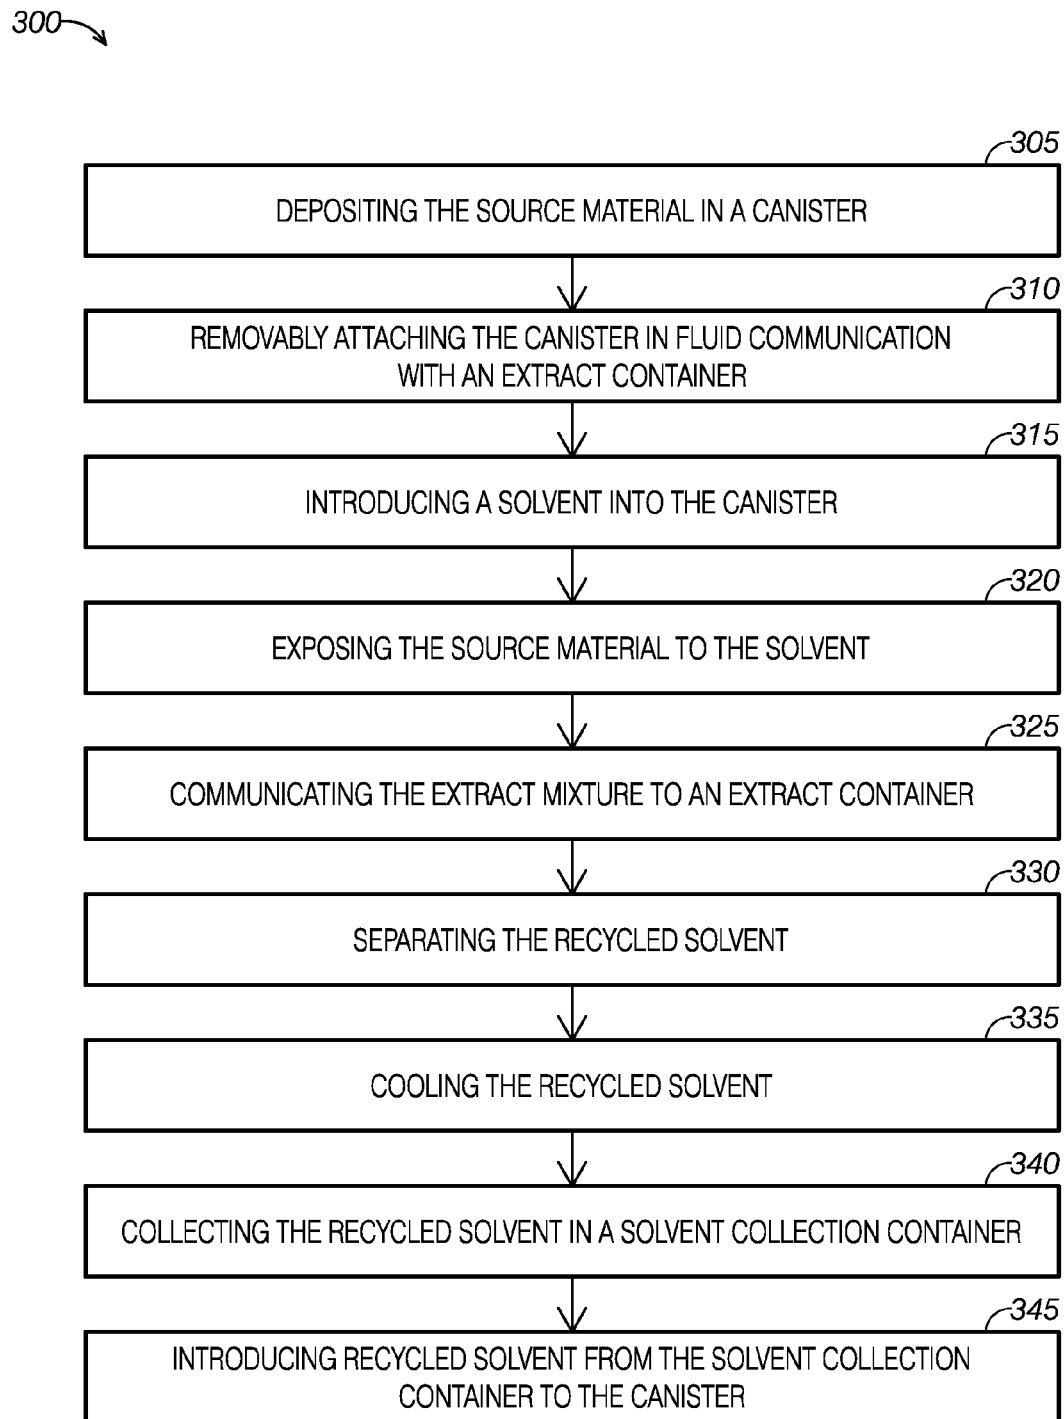 300
305
DEPOSITING THE SOURCE MATERIAL IN A CANISTER
310
REMOVABLY ATTACHING THE CANISTER IN FLUID COMMUNICATION
WITH AN EXTRACT CONTAINER
315
INTRODUCING A SOLVENT INTO THE CANISTER
320
EXPOSING THE SOURCE MATERIAL TO THE SOLVENT
325
COMMUNICATING THE EXTRACT MIXTURE TO AN EXTRACT CONTAINER
330
SEPARATING THE RECYCLED SOLVENT
335
COOLING THE RECYCLED SOLVENT
340
COLLECTING THE RECYCLED SOLVENT IN A SOLVENT COLLECTION CONTAINER
345
INTRODUCING RECYCLED SOLVENT FROM THE SOLVENT COLLECTION
CONTAINER TO THE CANISTER